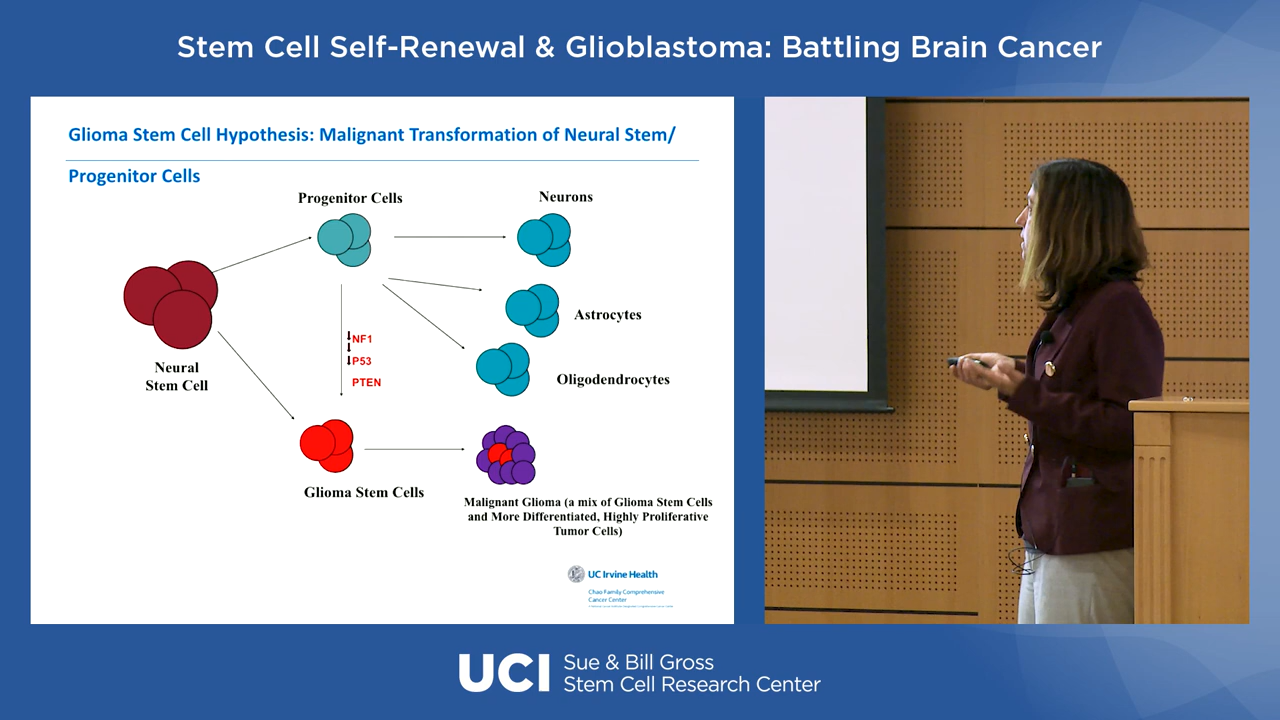 Stem Cell Self-Renewal & Glioblastoma: Battling Brain Cancer
Glioma Stem Cell Hypothesis: Malignant Transformation of Neural Stem/
Progenitor Cells
Progenitor Cells
Neurons
Astrocytes
NF1
P53
PTEN
Neural
Stem Cell
Oligodendrocytes
Glioma Stem Cells
Malignant Glioma (a mix of Glioma Stem Cells
and More Differentiated, Highly Proliferative
Tumor Cells)
UC Irvine Health
Chao Family Comprehensive
Cancer Center
UCI
Sue & Bill Gross
Stem Cell Research Center